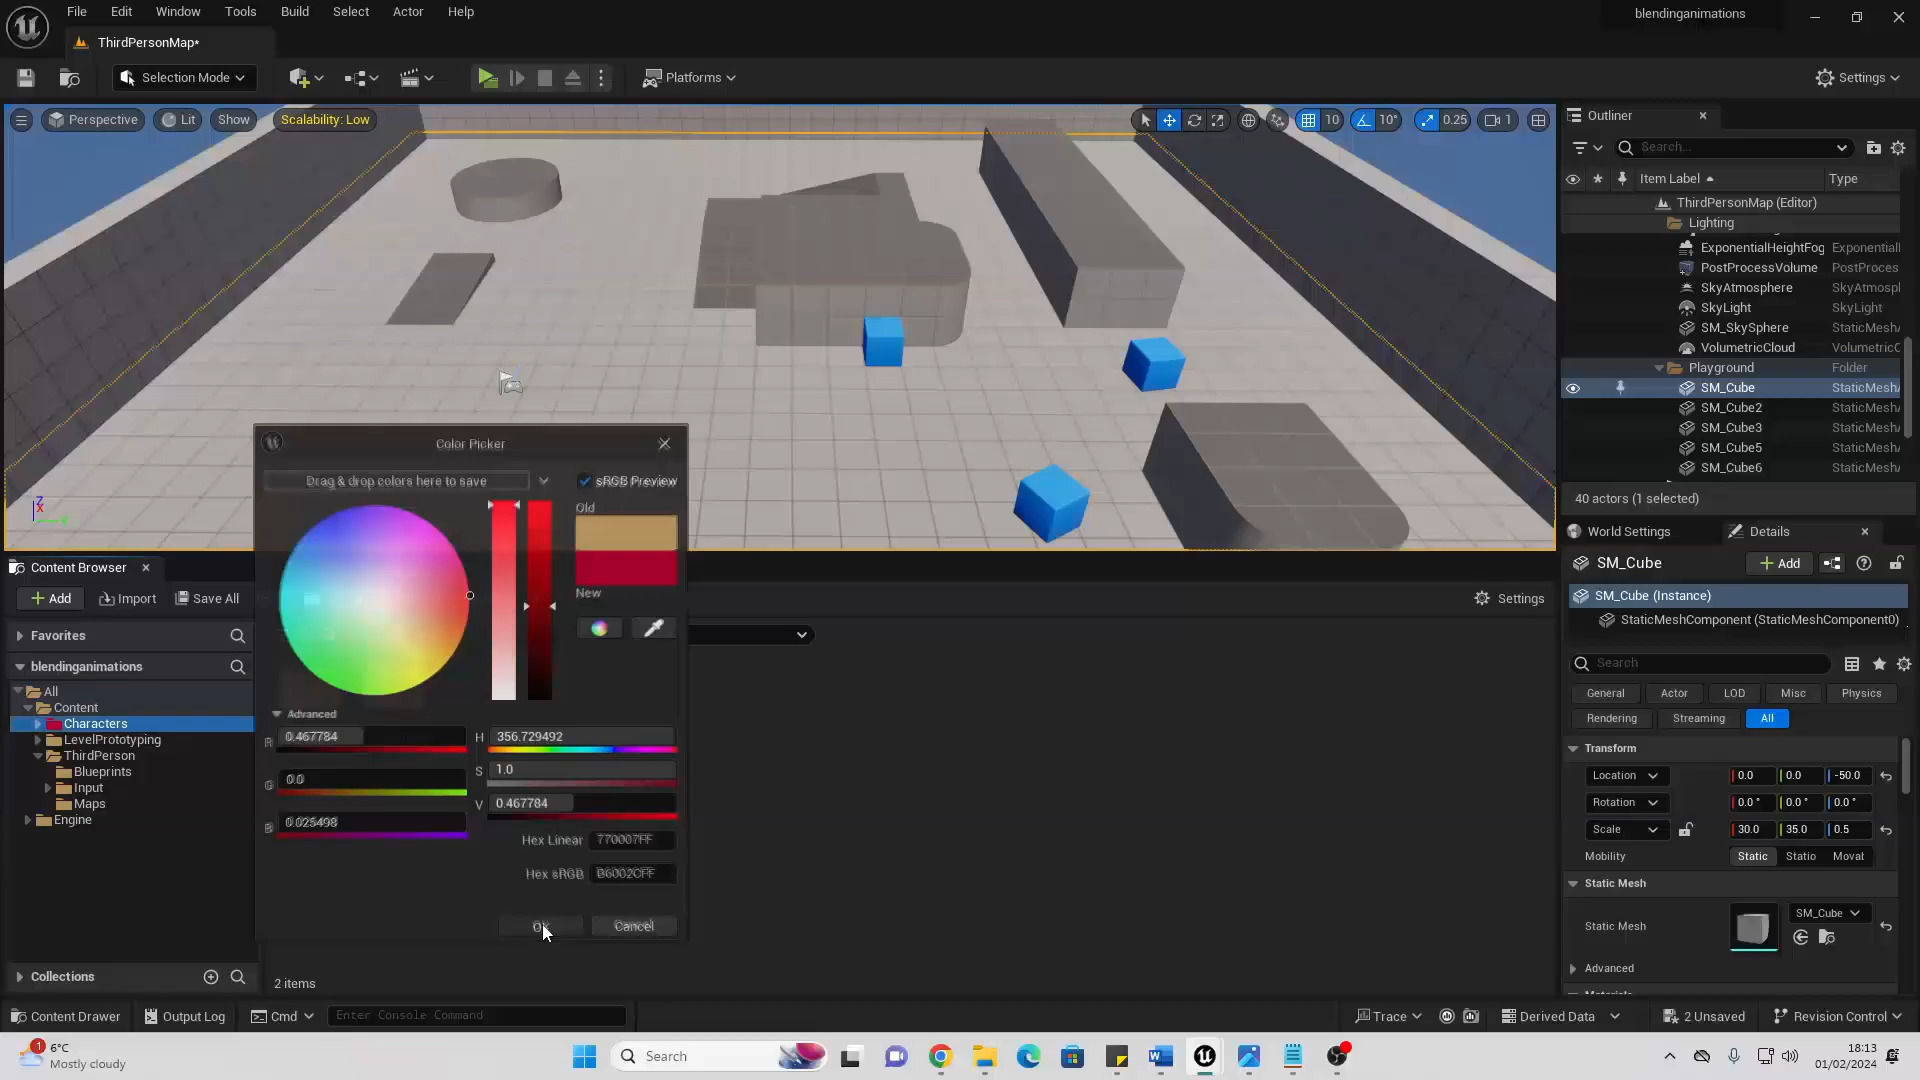 File Edit Window Tools Build Select Actor Help
blendinganimations
ThirdPersonMap*
Selection Mode
Platforms
Settings
Perspective Lit Show Scalability: Low
10 10° 0.25 1
Outliner
Search...
Item Label Type
ThirdPersonMap (Editor)
Lighting
ExponentialHeightFog Exponential
PostProcessVolume PostProces
SkyAtmosphere SkyAtmosp
SkyLight SkyLight
SM_SkySphere StaticMesh
VolumetricCloud VolumetricC
Playground Folder
SM_Cube StaticMesh
SM_Cube2 StaticMesh
SM_Cube3 StaticMesh
SM_Cube5 StaticMesh
SM_Cube6 StaticMesh
40 actors (1 selected)
World Settings Details
SM_Cube
Add
SM_Cube (Instance)
StaticMeshComponent (StaticMeshComponent0)
Search
General Actor LOD Misc Physics
Rendering Streaming All
Transform
Location 0.0 0.0 -50.0
Rotation 0.0 ° 0.0 ° 0.0 °
Scale 30.0 35.0 0.5
Mobility Static Statio Moval
Static Mesh
Static Mesh SM_Cube
Advanced
Z
X
Y
Color Picker
Drag & drop colors here to save
sRGB Preview
Old
New
Advanced
R 0.467784
G 0.0
B 0.025498
H 356.729492
S 1.0
V 0.467784
Hex Linear 770007FF
Hex sRGB B6002CFF
OK Cancel
Content Browser
Add Import Save All
Settings
Favorites
blendinganimations
All
Content
Characters
LevelPrototyping
ThirdPerson
Blueprints
Input
Maps
Engine
Collections
2 items
Content Drawer Output Log Cmd Enter Console Command
Trace Derived Data 2 Unsaved Revision Control
1
6°C
Mostly cloudy
Search
18:13
01/02/2024